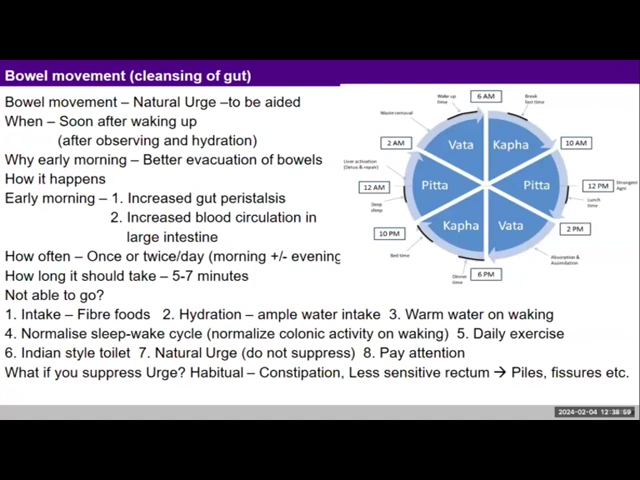 Bowel movement (cleansing of gut)
Bowel movement – Natural Urge –to be aided
When – Soon after waking up
(after observing and hydration)
Why early morning – Better evacuation of bowels
How it happens
Early morning – 1. Increased gut peristalsis
2. Increased blood circulation in
large intestine
How often – Once or twice/day (morning +/- evening
How long it should take – 5-7 minutes
Not able to go?
1. Intake – Fibre foods 2. Hydration – ample water intake 3. Warm water on waking
4. Normalise sleep-wake cycle (normalize colonic activity on waking) 5. Daily exercise
6. Indian style toilet 7. Natural Urge (do not suppress) 8. Pay attention
What if you suppress Urge? Habitual – Constipation, Less sensitive rectum → Piles, fissures etc.
6 AM
Wake up
time
Break
fast time
Waste removal
Vata
Kapha
2 AM
10 AM
Liver activation
(Detox & repair)
Pitta
Pitta
12 AM
12 PM
Strongest
Agni
Deep
sleep
Lunch
time
Kapha
Vata
10 PM
2 PM
Bed time
Absorption &
Assimilation
Dinner
time
6 PM
2024-02-04 12:38:59